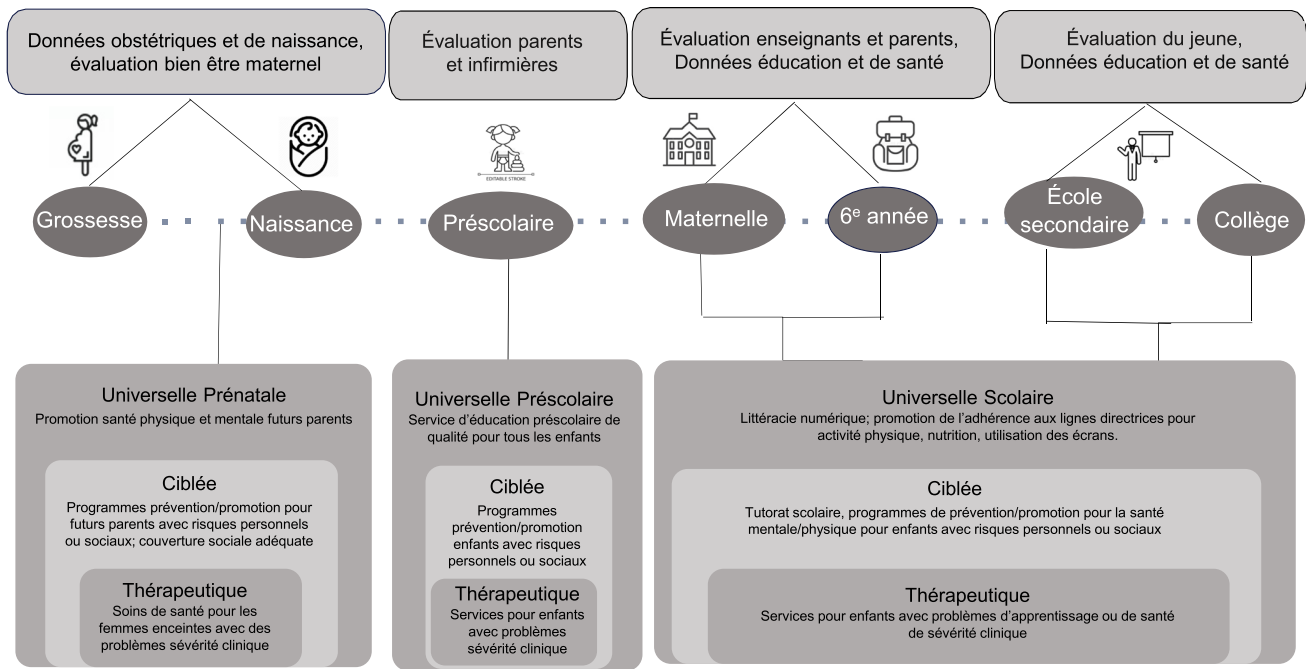 Données obstétriques et de naissance,
évaluation bien être maternel
Évaluation parents
et infirmières
Évaluation enseignants et parents,
Données éducation et de santé
Évaluation du jeune,
Données éducation et de santé
EDITABLE STROKE
Grossesse
Naissance
Préscolaire
Maternelle
6e année
École
secondaire
Collège
Universelle Prénatale
Promotion santé physique et mentale futurs parents
Ciblée
Programmes prévention/promotion pour
futurs parents avec risques personnels
ou sociaux; couverture sociale adéquate
Thérapeutique
Soins de santé pour les
femmes enceintes avec des
problèmes sévérité clinique
Universelle Préscolaire
Service d'éducation préscolaire de
qualité pour tous les enfants
Ciblée
Programmes
prévention/promotion
enfants avec risques
personnels ou sociaux
Thérapeutique
Services pour enfants
avec problèmes
sévérité clinique
Universelle Scolaire
Littéracie numérique; promotion de l'adhérence aux lignes directrices pour
activité physique, nutrition, utilisation des écrans.
Ciblée
Tutorat scolaire, programmes de prévention/promotion pour la santé
mentale/physique pour enfants avec risques personnels ou sociaux
Thérapeutique
Services pour enfants avec problèmes d'apprentissage ou de santé
de sévérité clinique